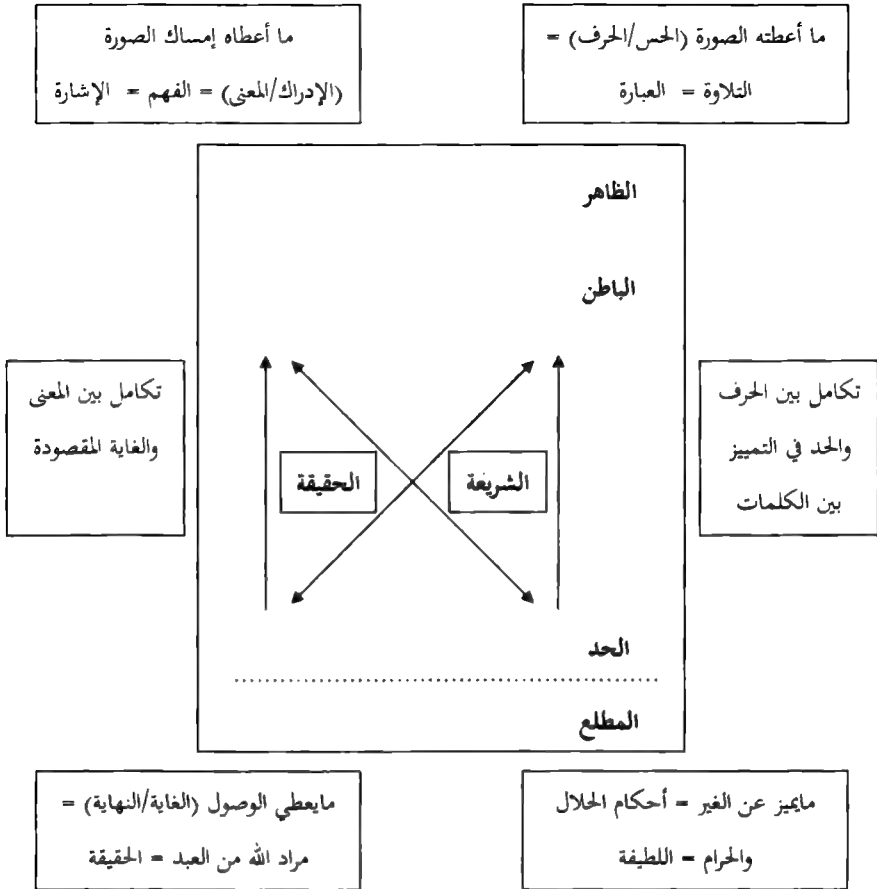 ما أعطته الصورة (الحس/الحرف) =
التلاوة = العبارة
ما أعطاه إمساك الصورة
(الإدراك/المعنى) = الفهم = الإشارة
الظاهر
الباطن
تكامل بين الحرف
والحد في التمييز
بين الكلمات
الشريعة
الحقيقة
تكامل بين المعنى
والغاية المقصودة
الحد
المطلع
مايميز عن الغير = أحكام الحلال
والحرام = اللطيفة
مايعطي الوصول (الغاية/النهاية) =
مراد الله من العبد = الحقيقة